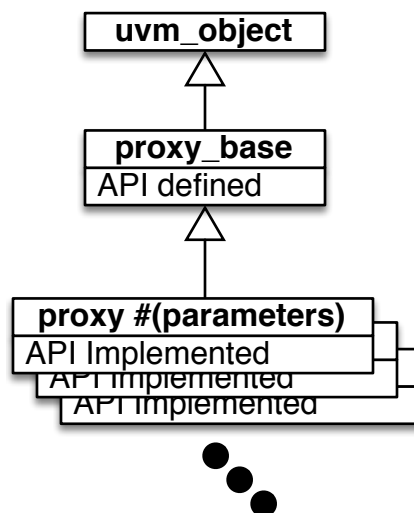 uvm_object
proxy_base
API defined
proxy #(parameters)
API Implemented
API Implemented
API Implemented